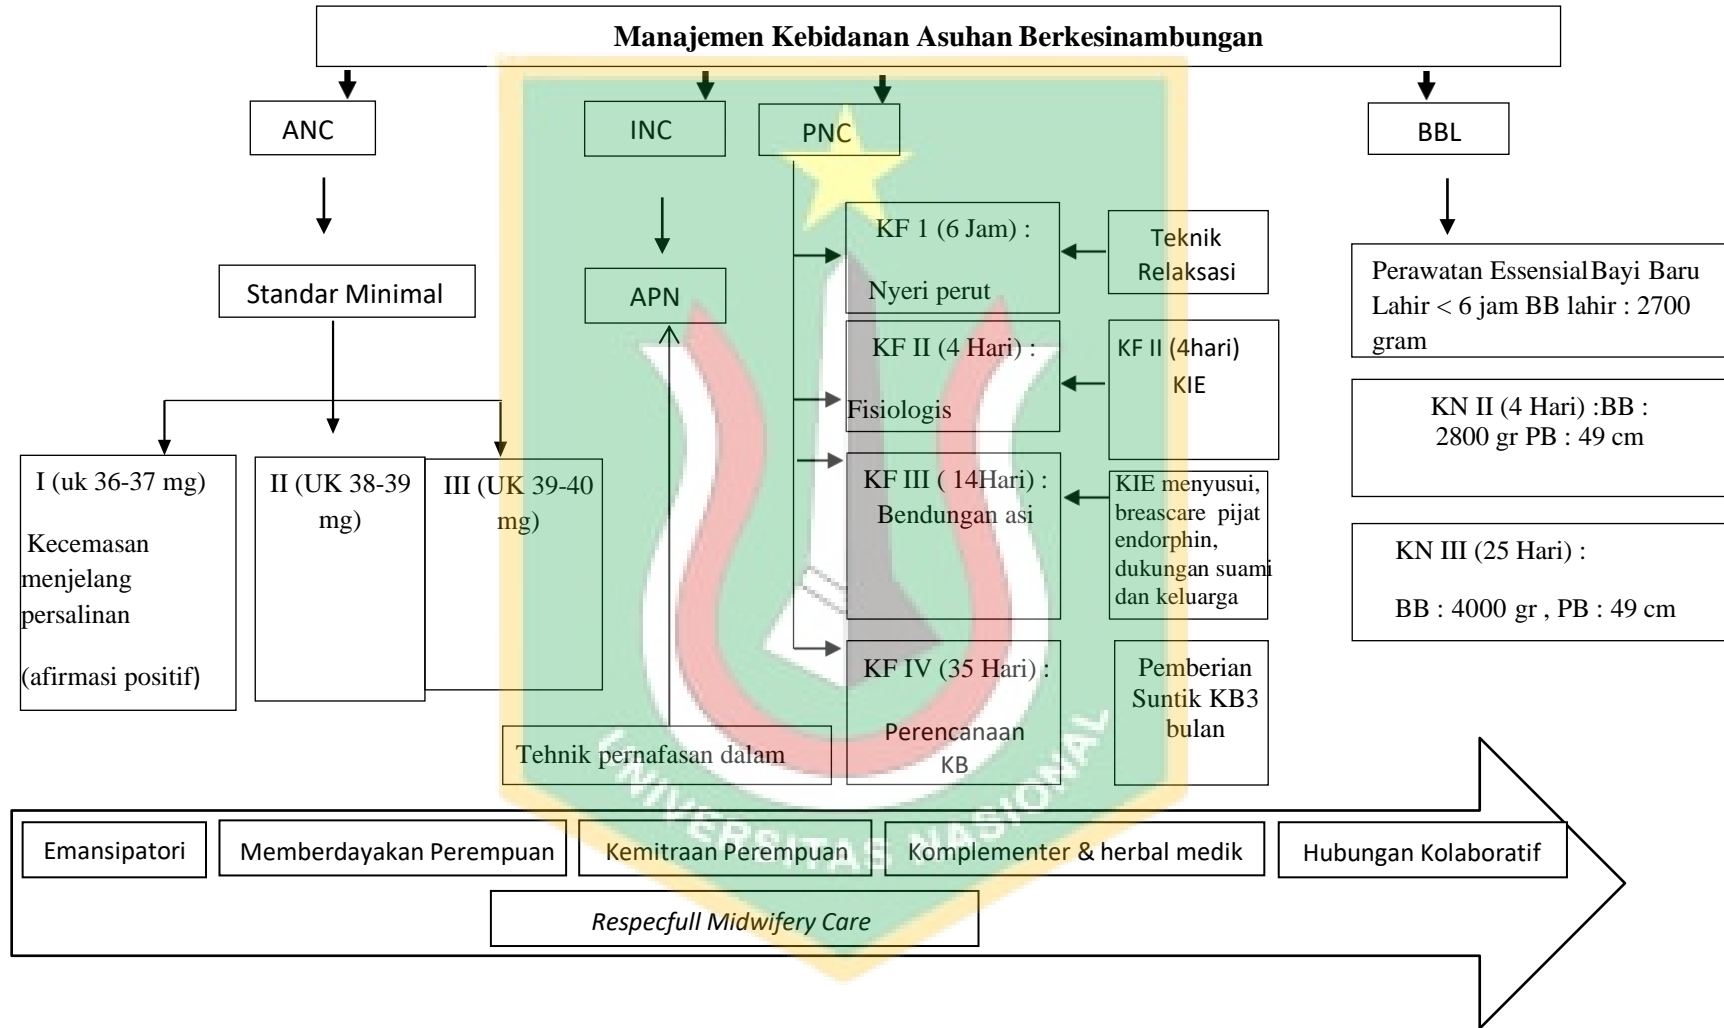 Manajemen Kebidanan Asuhan Berkesinambungan
ANC
INC
PNC
BBL
Standar Minimal
I (uk 36-37 mg)
Kecemasan
menjelang
persalinan
(afirmasi positif)
II (UK 38-39
mg)
III (UK 39-40
mg)
APN
Tehnik pernafasan dalam
KF 1 (6 Jam) :
Nyeri perut
Teknik
Relaksasi
KF II (4 Hari) :
Fisiologis
KF II (4hari)
KIE
KF III ( 14Hari) :
Bendungan asi
KIE menyusui,
breascare pijat
endorphin,
dukungan suami
dan keluarga
KF IV (35 Hari) :
Perencanaan
KB
Pemberian
Suntik KB3
bulan
Perawatan Essensial Bayi Baru
Lahir < 6 jam BB lahir : 2700
gram
KN II (4 Hari) :BB :
2800 gr PB : 49 cm
KN III (25 Hari) :
BB : 4000 gr , PB : 49 cm
UNIVERSITAS NASIONAL
Emansipatori
Memberdayakan Perempuan
Kemitraan Perempuan
Komplementer & herbal medik
Hubungan Kolaboratif
Respecfull Midwifery Care